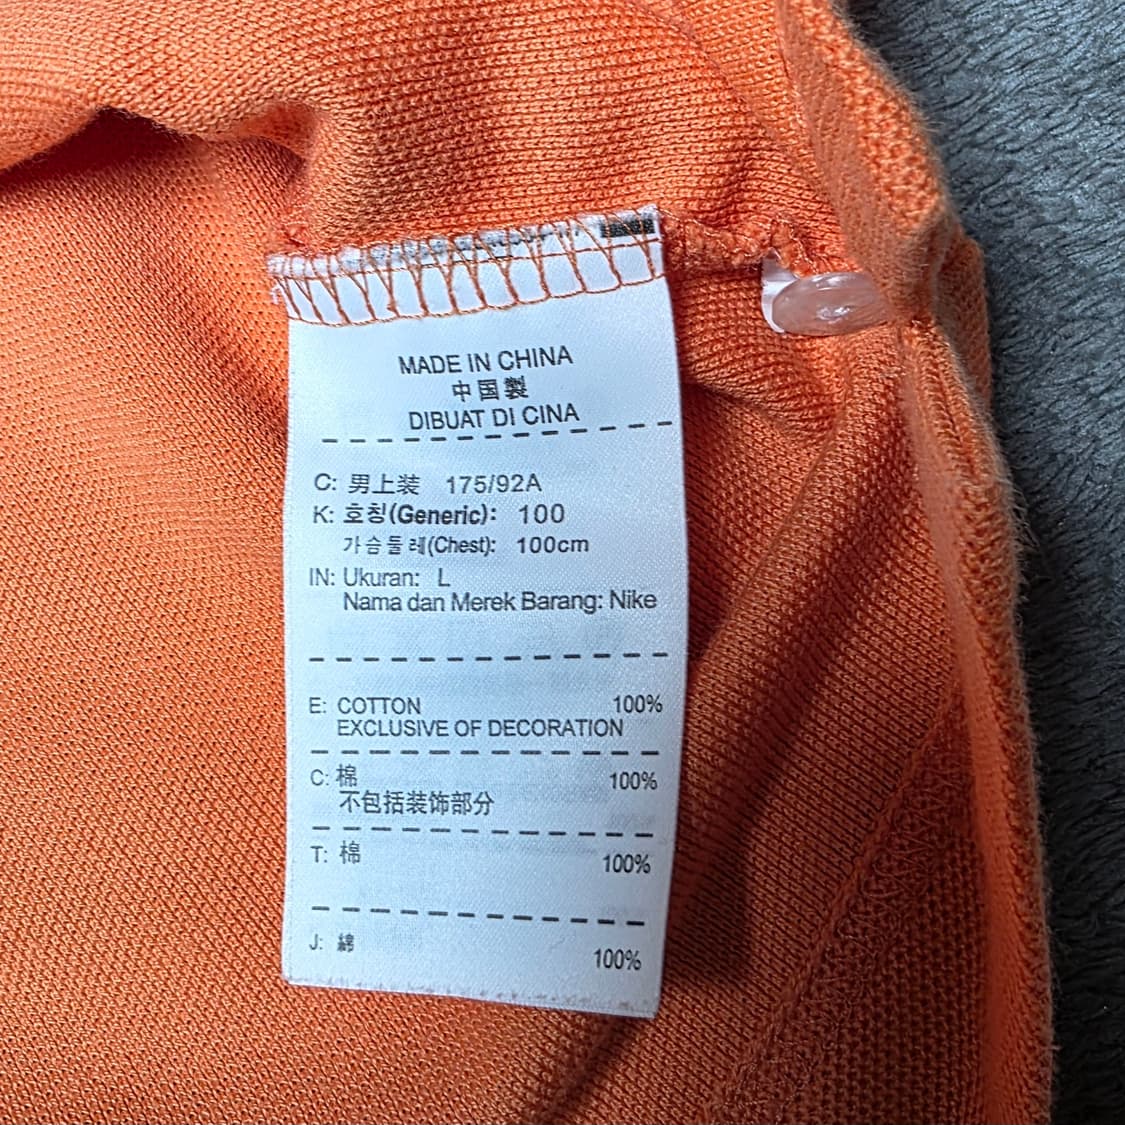 MADE IN CHINA
中国製
DIBUAT DI CINA
C: 男上装 175/92A
K: 호칭(Generic): 100
가슴둘레(Chest): 100cm
IN: Ukuran: L
Nama dan Merek Barang: Nike
E: COTTON 100%
EXCLUSIVE OF DECORATION
C: 棉 100%
不包括装饰部分
T: 棉 100%
J: 綿 100%